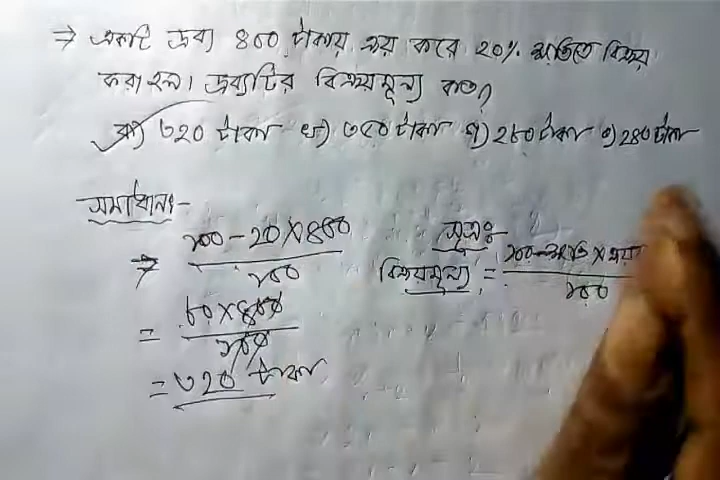 ⇒ একটি দ্রব্য ৪০০ টাকায় ক্রয় করে ২০% ক্ষতিতে বিক্রয়
করা হল। দ্রব্যটির বিক্রয়মূল্য কত?
ক) ৩২০ টাকা খ) ৩৫০ টাকা গ) ২৮০ টাকা ঘ) ২৪০ টাকা
সমাধানঃ-
সূত্রঃ-
⇒ ১০০ - ২০ × ৪০০
১০০
বিক্রয়মূল্য = ১০০ - ক্ষতি × ক্রয়
১০০
= ৮০ × ৪০০
১০০
= ৩২০ টাকা